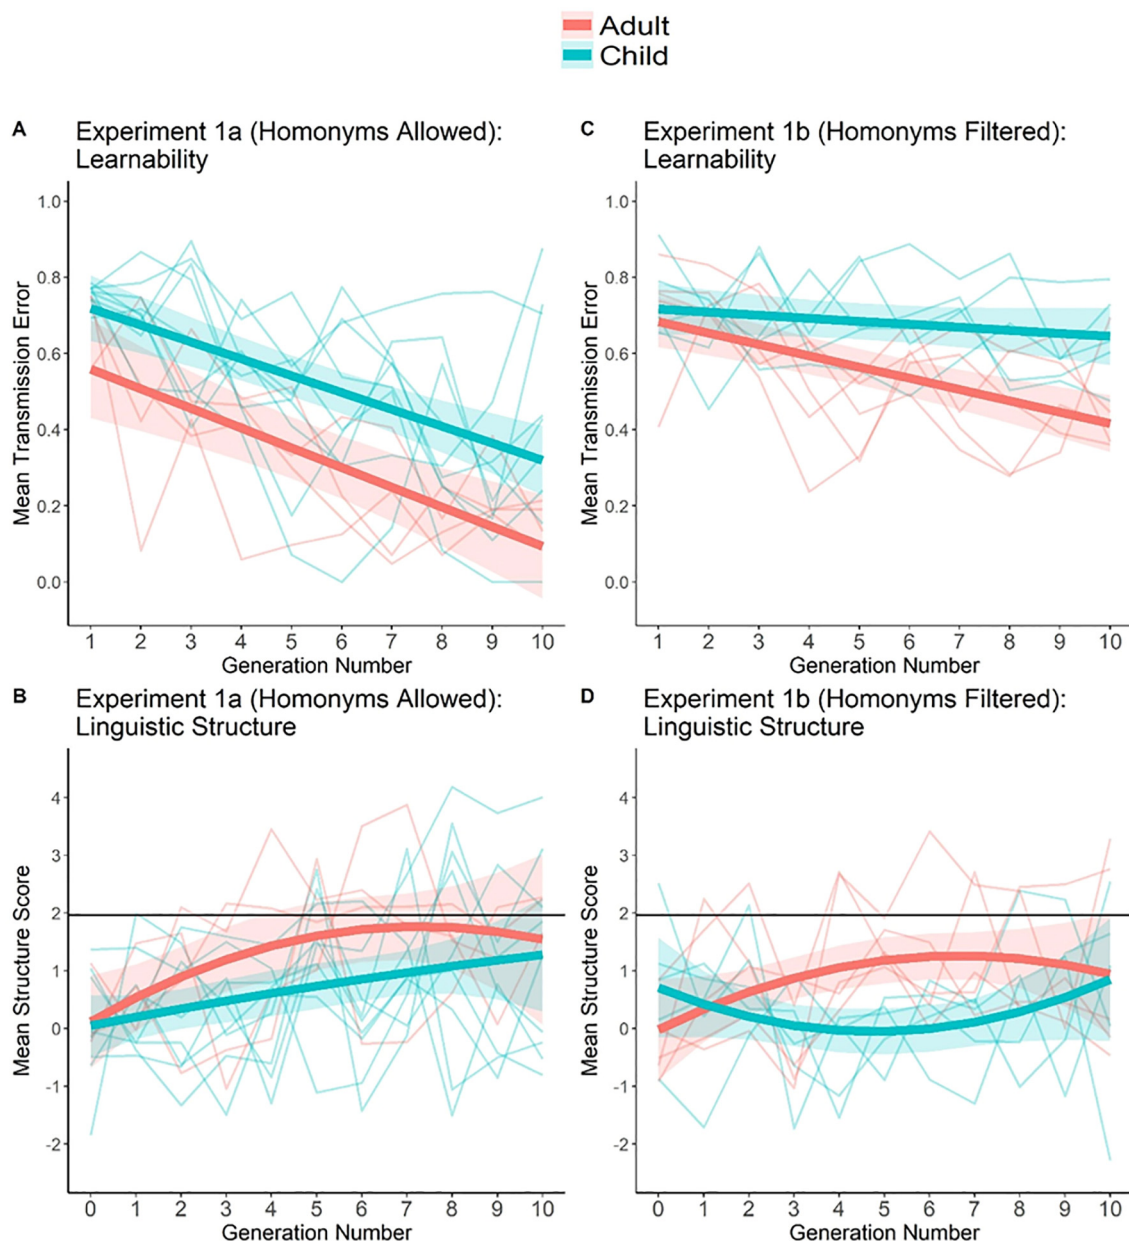 Adult
Child
A
Experiment 1a (Homonyms Allowed):
Learnability
Mean Transmission Error
1.0
0.8
0.6
0.4
0.2
0.0
1 2 3 4 5 6 7 8 9 10
Generation Number
C
Experiment 1b (Homonyms Filtered):
Learnability
Mean Transmission Error
1.0
0.8
0.6
0.4
0.2
0.0
1 2 3 4 5 6 7 8 9 10
Generation Number
B
Experiment 1a (Homonyms Allowed):
Linguistic Structure
Mean Structure Score
4
3
2
1
0
-1
-2
0 1 2 3 4 5 6 7 8 9 10
Generation Number
D
Experiment 1b (Homonyms Filtered):
Linguistic Structure
Mean Structure Score
4
3
2
1
0
-1
-2
0 1 2 3 4 5 6 7 8 9 10
Generation Number